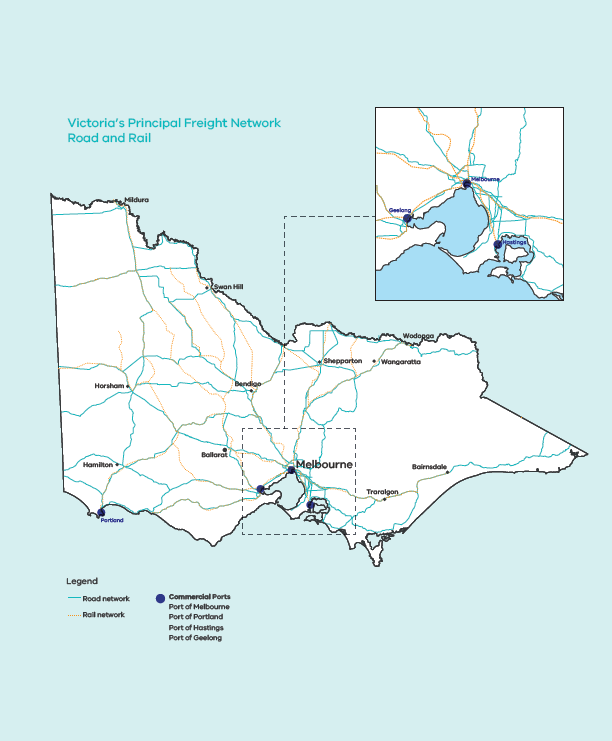 Victoria's Principal Freight Network
Road and Rail
Melbourne
Geelong
Hastings
Mildura
Swan Hill
Wodonga
Shepparton
Wangaratta
Horsham
Bendigo
Ballarat
Melbourne
Hamilton
Bairnsdale
Traralgon
Portland
Legend
Road network
Rail network
Commercial Ports
Port of Melbourne
Port of Portland
Port of Hastings
Port of Geelong